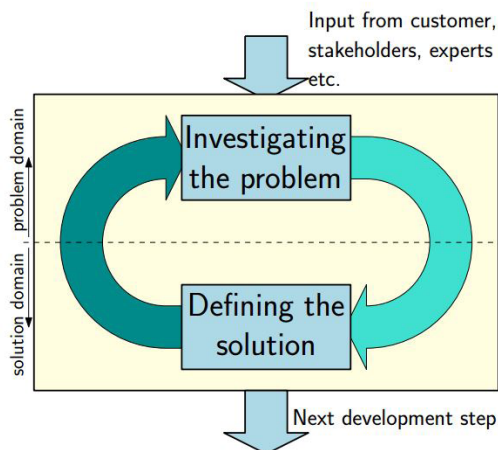 Input from customer,
stakeholders, experts
etc.
problem domain
Investigating
the problem
solution domain
Defining the
solution
Next development step